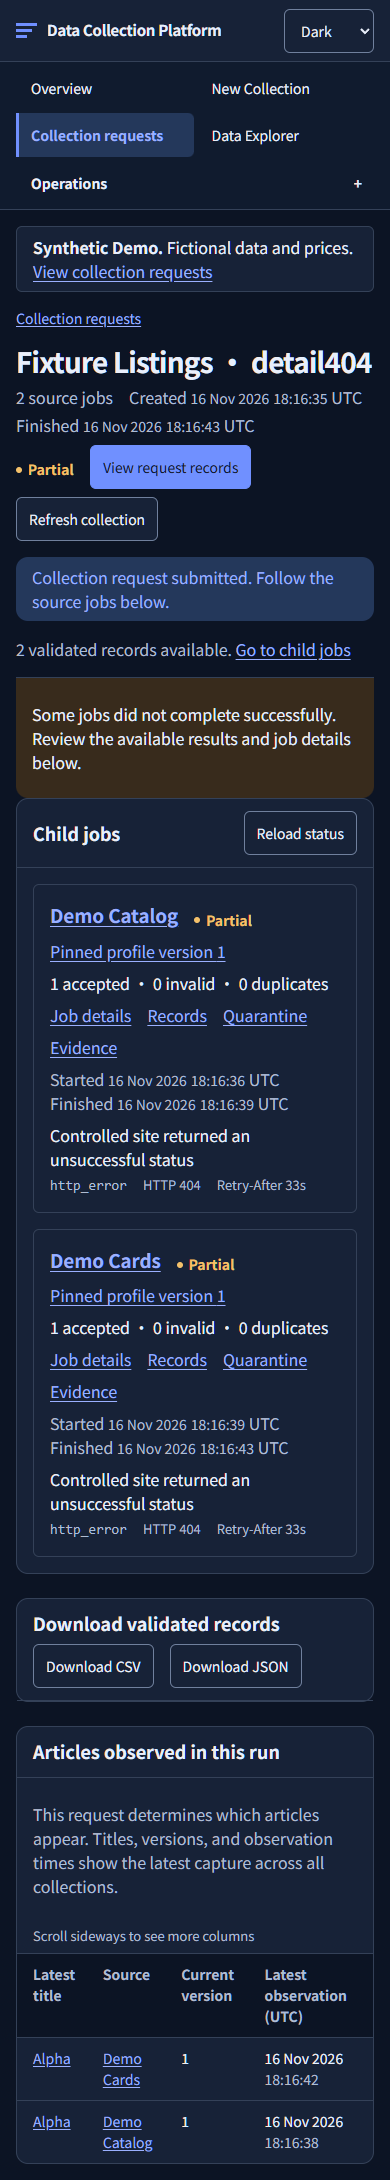 Data Collection Platform
Dark
Overview
New Collection
Collection requests
Data Explorer
Operations
+
Synthetic Demo. Fictional data and prices.
View collection requests
Collection requests
Fixture Listings • detail404
2 source jobs Created 16 Nov 2026 18:16:35 UTC
Finished 16 Nov 2026 18:16:43 UTC
Partial
View request records
Refresh collection
Collection request submitted. Follow the
source jobs below.
2 validated records available. Go to child jobs
Some jobs did not complete successfully.
Review the available results and job details
below.
Child jobs
Reload status
Demo Catalog
Partial
Pinned profile version 1
1 accepted • 0 invalid • 0 duplicates
Job details Records Quarantine
Evidence
Started 16 Nov 2026 18:16:36 UTC
Finished 16 Nov 2026 18:16:39 UTC
Controlled site returned an
unsuccessful status
http_error HTTP 404 Retry-After 33s
Demo Cards
Partial
Pinned profile version 1
1 accepted • 0 invalid • 0 duplicates
Job details Records Quarantine
Evidence
Started 16 Nov 2026 18:16:39 UTC
Finished 16 Nov 2026 18:16:43 UTC
Controlled site returned an
unsuccessful status
http_error HTTP 404 Retry-After 33s
Download validated records
Download CSV
Download JSON
Articles observed in this run
This request determines which articles
appear. Titles, versions, and observation
times show the latest capture across all
collections.
Scroll sideways to see more columns
Latest title
Source
Current version
Latest observation (UTC)
Alpha
Demo Cards
1
16 Nov 2026 18:16:42
Alpha
Demo Catalog
1
16 Nov 2026 18:16:38